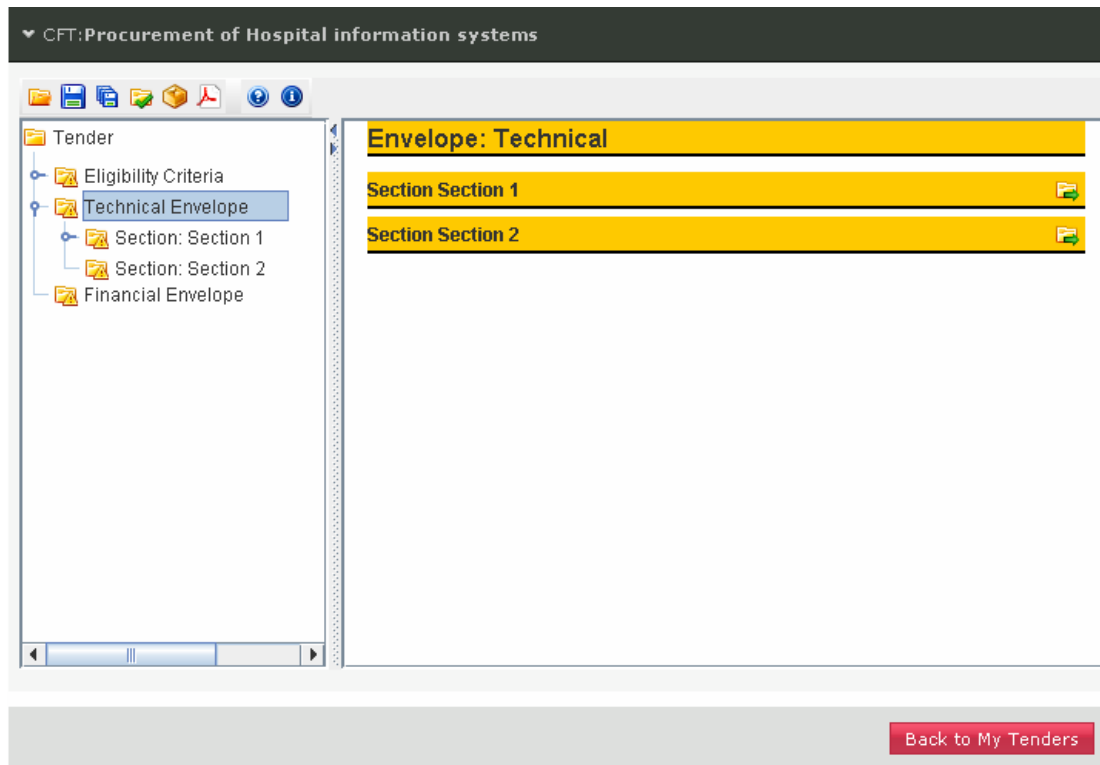 CFT:Procurement of Hospital information systems
Tender
Eligibility Criteria
Technical Envelope
Section: Section 1
Section: Section 2
Financial Envelope
Envelope: Technical
Section Section 1
Section Section 2
Back to My Tenders